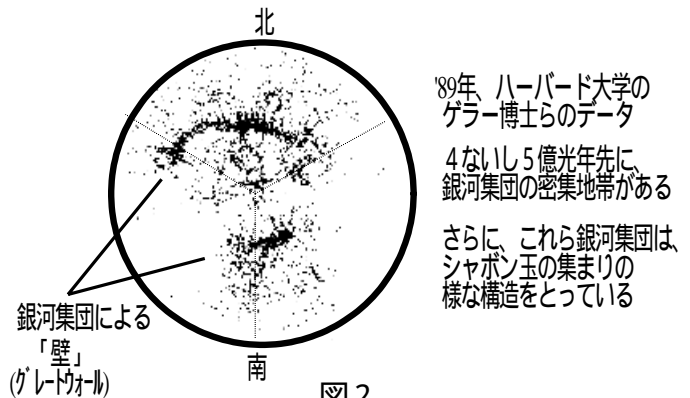 北
'89年、ハーバード大学の
ゲラー博士らのデータ
4ないし5億光年先に、
銀河集団の密集地帯がある
さらに、これら銀河集団は、
シャボン玉の集まりの
様な構造をとっている
銀河集団による
「壁」
(グレートウォール)
南
図2